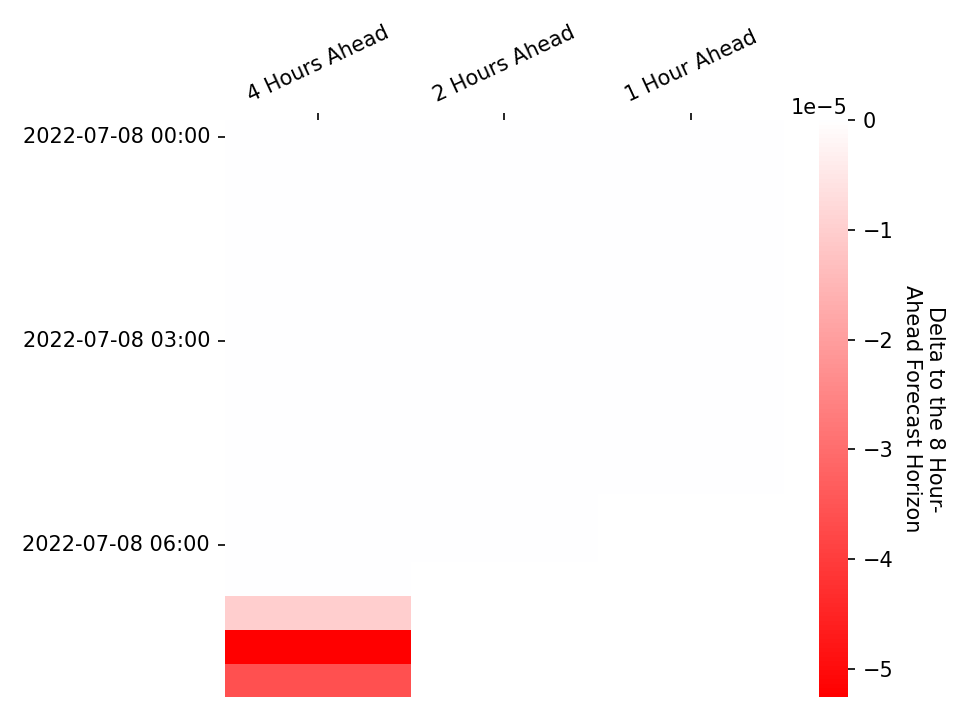 4 Hours Ahead
2 Hours Ahead
1 Hour Ahead
1e−5
2022-07-08 00:00
2022-07-08 03:00
2022-07-08 06:00
0
−1
−2
−3
−4
−5
Delta to the 8 Hour-
Ahead Forecast Horizon